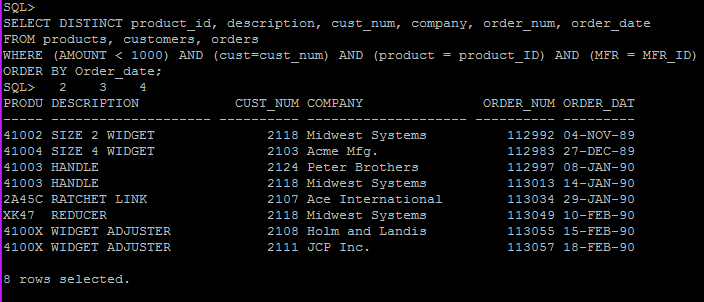 SQL>
SELECT DISTINCT product_id, description, cust_num, company, order_num, order_date
FROM products, customers, orders
WHERE (AMOUNT < 1000) AND (cust=cust_num) AND (product = product_ID) AND (MFR = MFR_ID)
ORDER BY Order_date;
SQL>   2    3    4
PRODU DESCRIPTION            CUST_NUM COMPANY               ORDER_NUM ORDER_DAT
----- -------------------- ---------- -------------------- ---------- ---------
41002 SIZE 2 WIDGET              2118 Midwest Systems          112992 04-NOV-89
41004 SIZE 4 WIDGET              2103 Acme Mfg.                112983 27-DEC-89
41003 HANDLE                     2124 Peter Brothers           112997 08-JAN-90
41003 HANDLE                     2118 Midwest Systems          113013 14-JAN-90
2A45C RATCHET LINK               2107 Ace International        113034 29-JAN-90
XK47  REDUCER                    2118 Midwest Systems          113049 10-FEB-90
4100X WIDGET ADJUSTER            2108 Holm and Landis          113055 15-FEB-90
4100X WIDGET ADJUSTER            2111 JCP Inc.                 113057 18-FEB-90
8 rows selected.